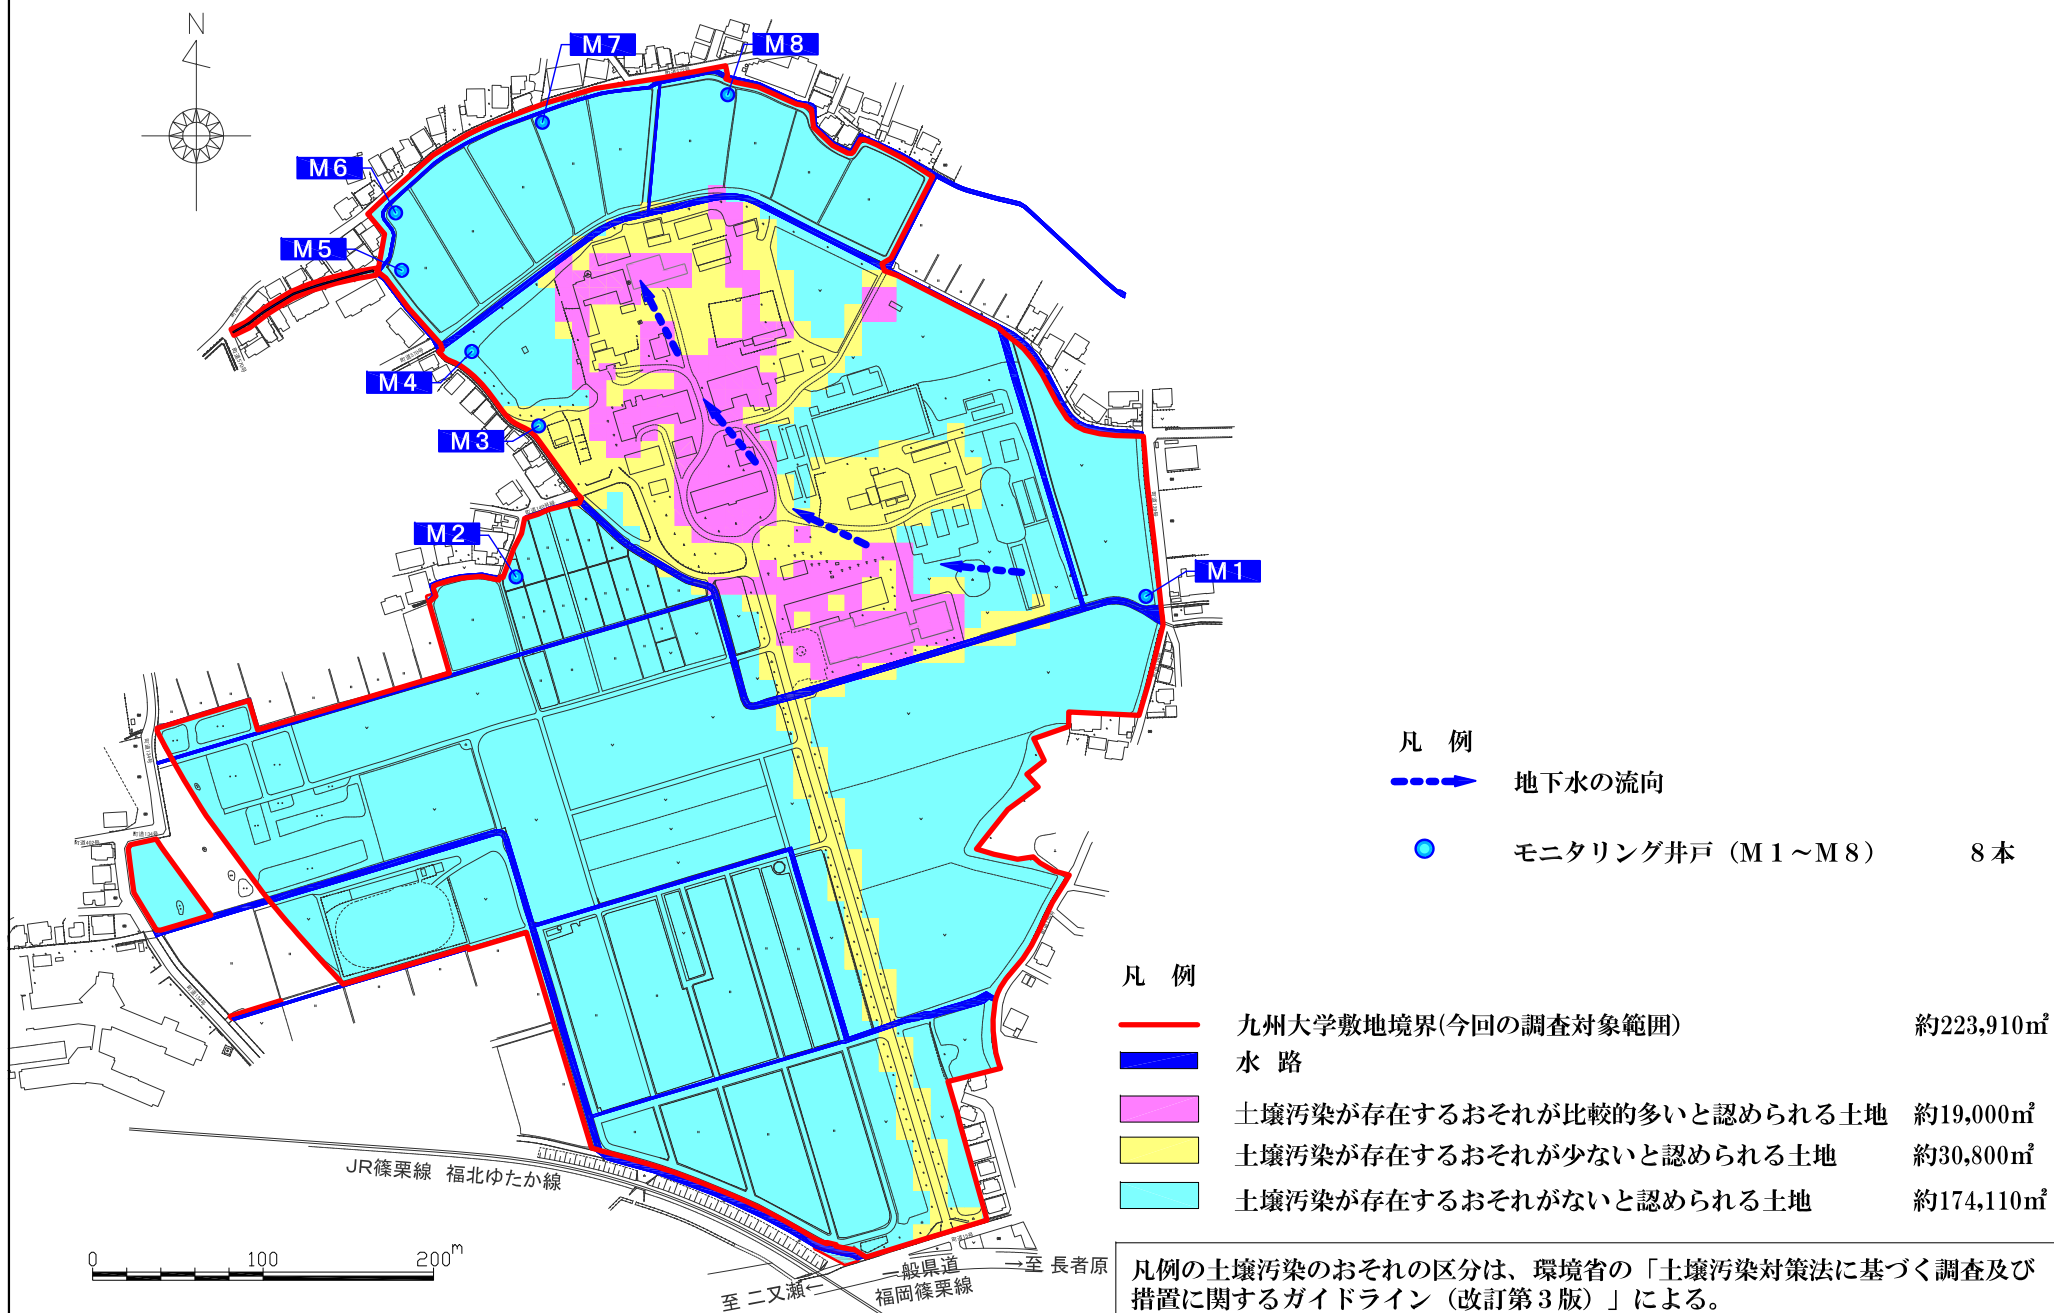 N
M7
M8
M6
M5
M4
M3
M2
M1
凡 例
地下水の流向
モニタリング井戸（M1～M8） 8本
凡 例
九州大学敷地境界(今回の調査対象範囲) 約223,910㎡
水 路
土壌汚染が存在するおそれが比較的多いと認められる土地 約19,000㎡
土壌汚染が存在するおそれが少ないと認められる土地 約30,800㎡
土壌汚染が存在するおそれがないと認められる土地 約174,110㎡
JR篠栗線 福北ゆたか線
0 100 200m
至 二又瀬←
一般県道
福岡篠栗線
→至 長者原
凡例の土壌汚染のおそれの区分は、環境省の「土壌汚染対策法に基づく調査及び
措置に関するガイドライン（改訂第3版）」による。